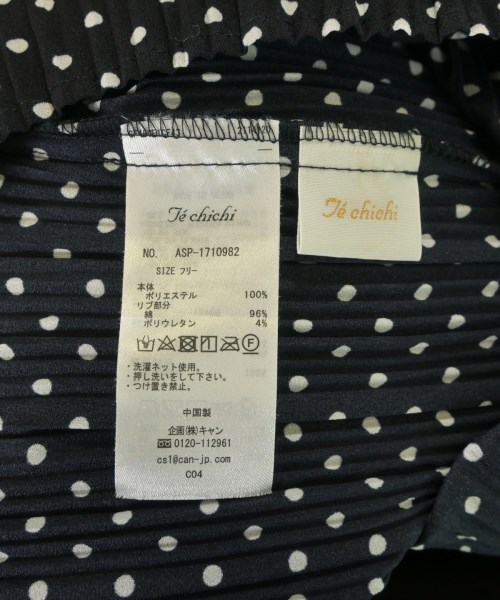 Té chichi
NO. ASP-1710982
SIZE フリー
本体
ポリエステル 100%
リブ部分
綿 96%
ポリウレタン 4%
・洗濯ネット使用。
・押し洗いをして下さい。
・つけ置き禁止。
中国製
企画(株)キャン
0120-112961
cs1@can-jp.com
C04
Té chichi